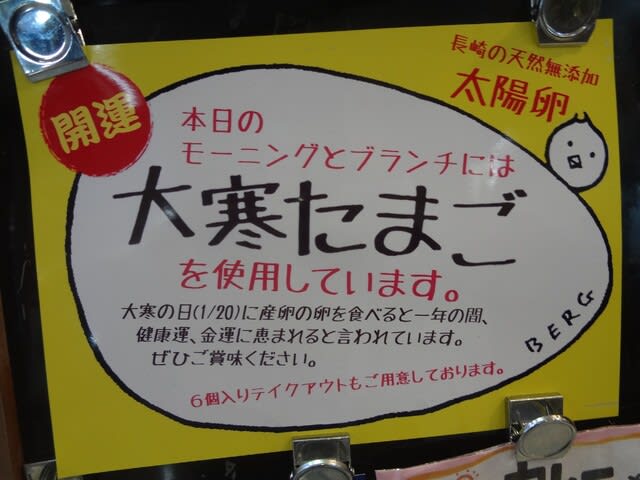 長崎の天然無添加
太陽卵
開運
本日の
モーニングとブランチには
大寒たまご
を使用しています。
大寒の日(1/20)に産卵の卵を食べると一年の間、
健康運、金運に恵まれると言われています。
ぜひご賞味ください。
6個入りテイクアウトもご用意しております。
BERG